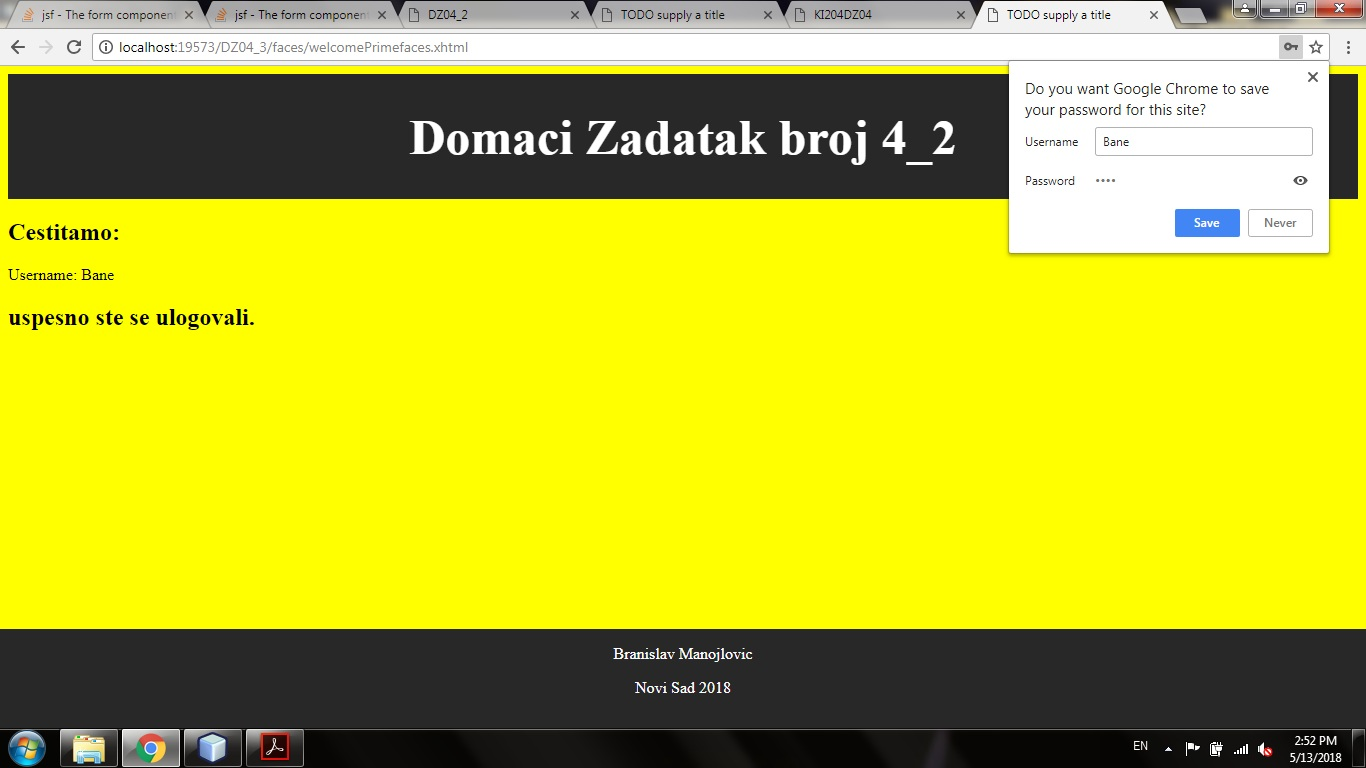 jsf - The form component
jsf - The form component
DZ04_2
TODO supply a title
KI204DZ04
TODO supply a title
localhost:19573/DZ04_3/faces/welcomePrimefaces.xhtml
Do you want Google Chrome to save
your password for this site?
Username Bane
Password ••••
Save Never
Domaci Zadatak broj 4_2
Cestitamo:
Username: Bane
uspesno ste se ulogovali.
Branislav Manojlovic
Novi Sad 2018
EN
2:52 PM
5/13/2018